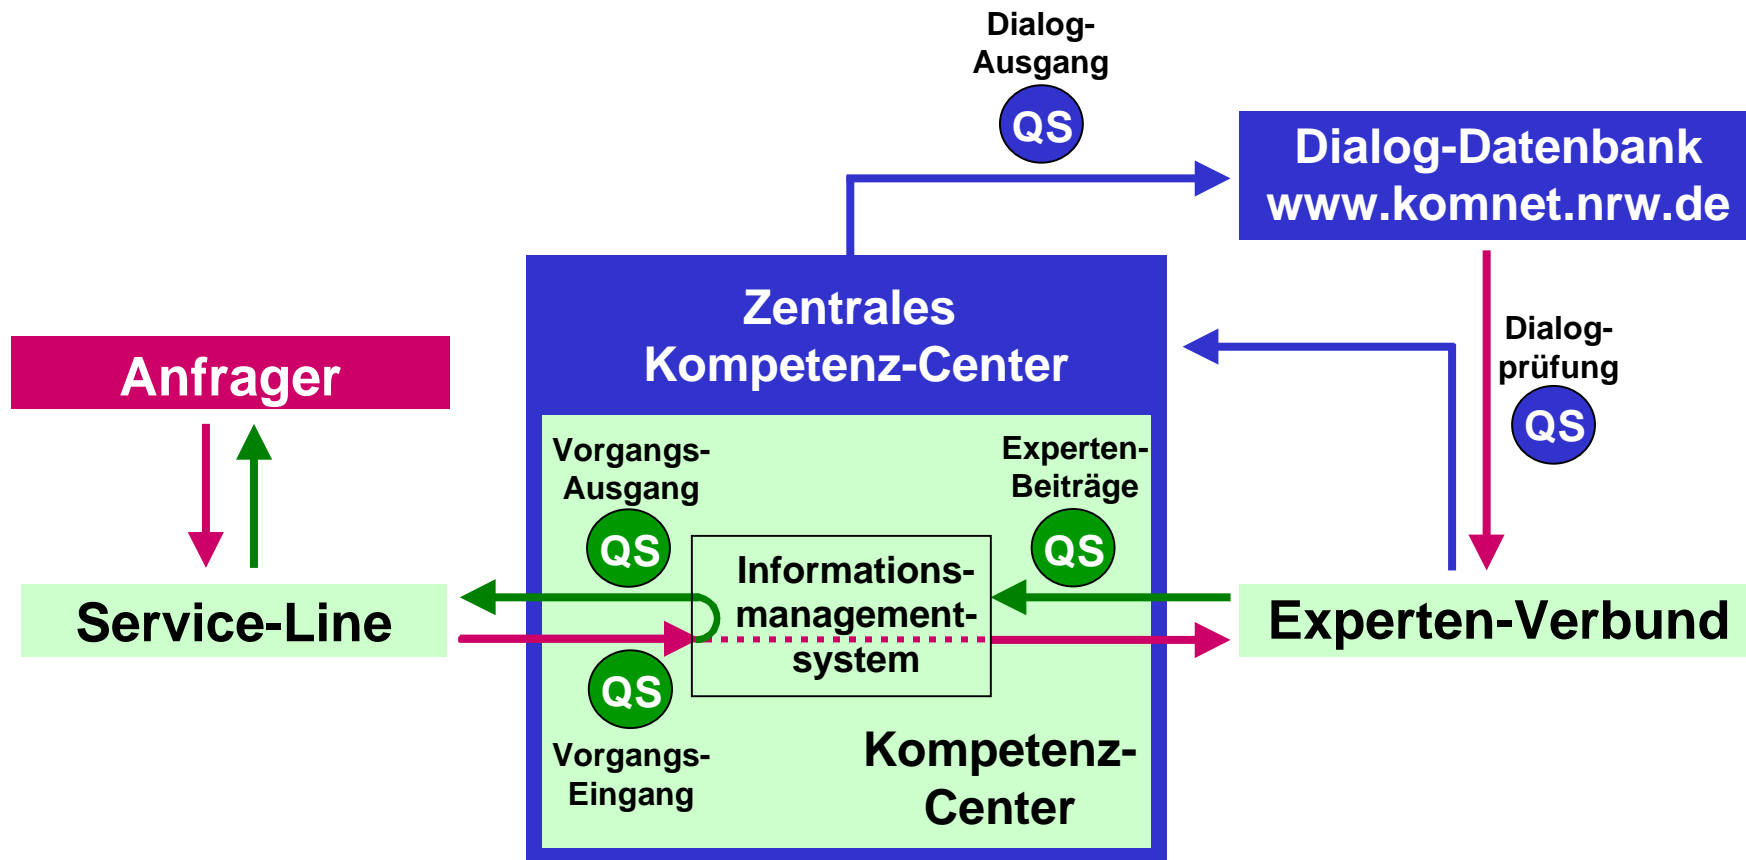 Dialog-
Ausgang
QS
Dialog-Datenbank
www.komnet.nrw.de
Zentrales
Kompetenz-Center
Dialog-
prüfung
QS
Anfrager
Vorgangs-
Ausgang
QS
Experten-
Beiträge
QS
Informations-
management-
system
Service-Line
Experten-Verbund
QS
Vorgangs-
Eingang
Kompetenz-
Center